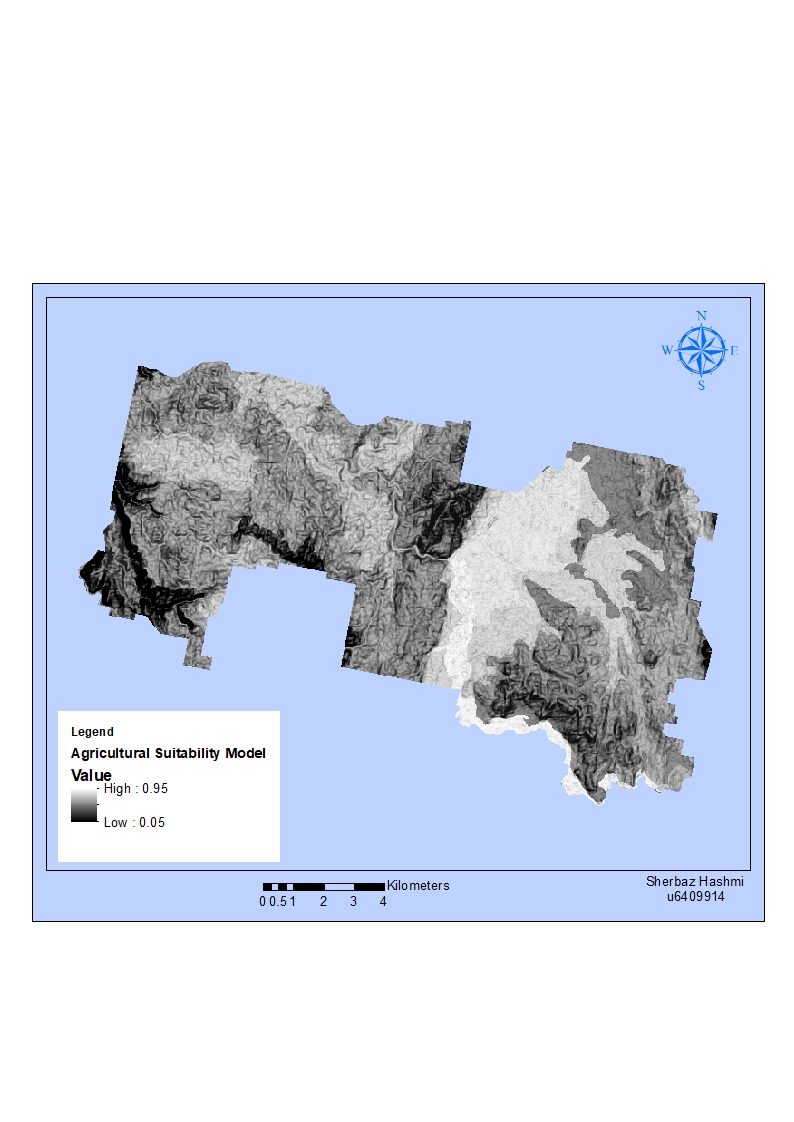 N
W E
S
Legend
Agricultural Suitability Model
Value
High : 0.95
Low : 0.05
Kilometers
0 0.5 1 2 3 4
Sherbaz Hashmi
u6409914